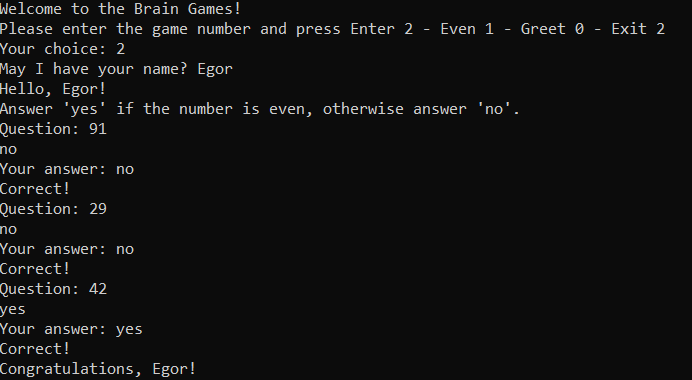 Welcome to the Brain Games!
Please enter the game number and press Enter 2 - Even 1 - Greet 0 - Exit 2
Your choice: 2
May I have your name? Egor
Hello, Egor!
Answer 'yes' if the number is even, otherwise answer 'no'.
Question: 91
no
Your answer: no
Correct!
Question: 29
no
Your answer: no
Correct!
Question: 42
yes
Your answer: yes
Correct!
Congratulations, Egor!